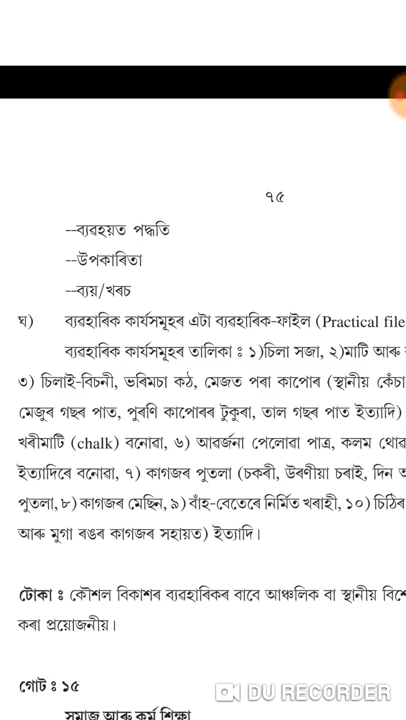 ৭৫
--ব্যৱহৃয়ত পদ্ধতি
--উপকাৰিতা
--ব্যয়/খৰচ
ঘ) ব্যৱহাৰিক কাৰ্যসমূহৰ এটা ব্যৱহাৰিক-ফাইল (Practical file
ব্যৱহাৰিক কাৰ্যসমূহৰ তালিকা ঃ ১)চিলা সজা, ২)মাটি আৰু
৩) চিলাই-বিচনী, ভৰিমচা কঠ, মেজত পৰা কাপোৰ (স্থানীয় কেঁচা
মেজুৰ গছৰ পাত, পুৰণি কাপোৰৰ টুকুৰা, তাল গছৰ পাত ইত্যাদি)
খৰীমাটি (chalk) বনোৱা, ৬) আৱৰ্জনা পেলোৱা পাত্ৰ, কলম থোৱ
ইত্যাদিৰে বনোৱা, ৭) কাগজৰ পুতলা (চকৰী, উৰণীয়া চৰাই, দিন
পুতলা, ৮) কাগজৰ মেছিন, ৯) বাঁহ-বেতেৰে নিৰ্মিত খৰাহী, ১০) চিঠিৰ
আৰু মুগা ৰঙৰ কাগজৰ সহায়ত) ইত্যাদি।
টোকা ঃ কৌশল বিকাশৰ ব্যৱহাৰিকৰ বাবে আঞ্চলিক বা স্থানীয় বিশে
কৰা প্ৰয়োজনীয়।
গোট ঃ ১৫
সমাজ আৰু কৰ্ম শিক্ষা
DU RECORDER